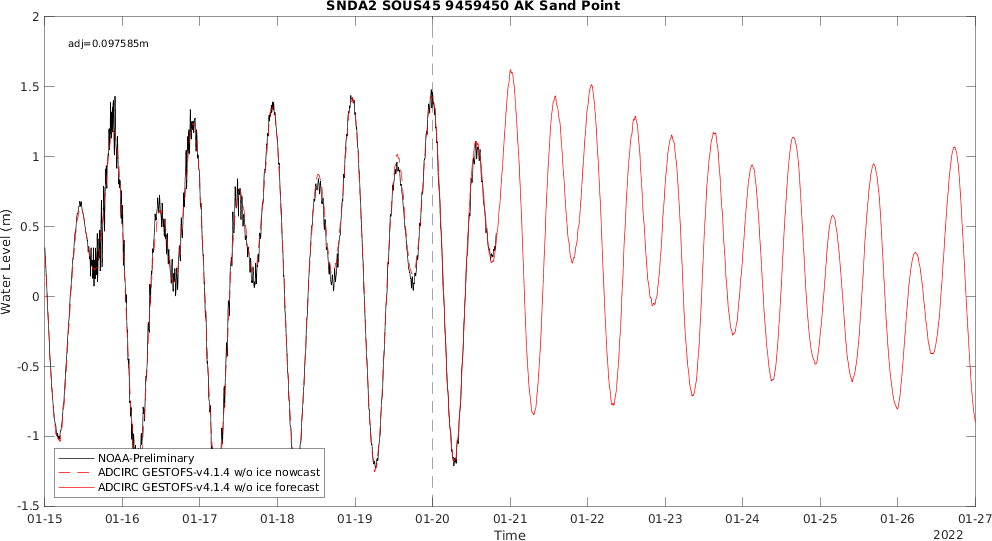 SNDA2 SOUS45 9459450 AK Sand Point
adj=0.097585m
2
1.5
1
0.5
0
-0.5
-1
-1.5
Water Level (m)
NOAA-Preliminary
ADCIRC GESTOFS-v4.1.4 w/o ice nowcast
ADCIRC GESTOFS-v4.1.4 w/o ice forecast
01-15 01-16 01-17 01-18 01-19 01-20 01-21 01-22 01-23 01-24 01-25 01-26 01-27
Time
2022